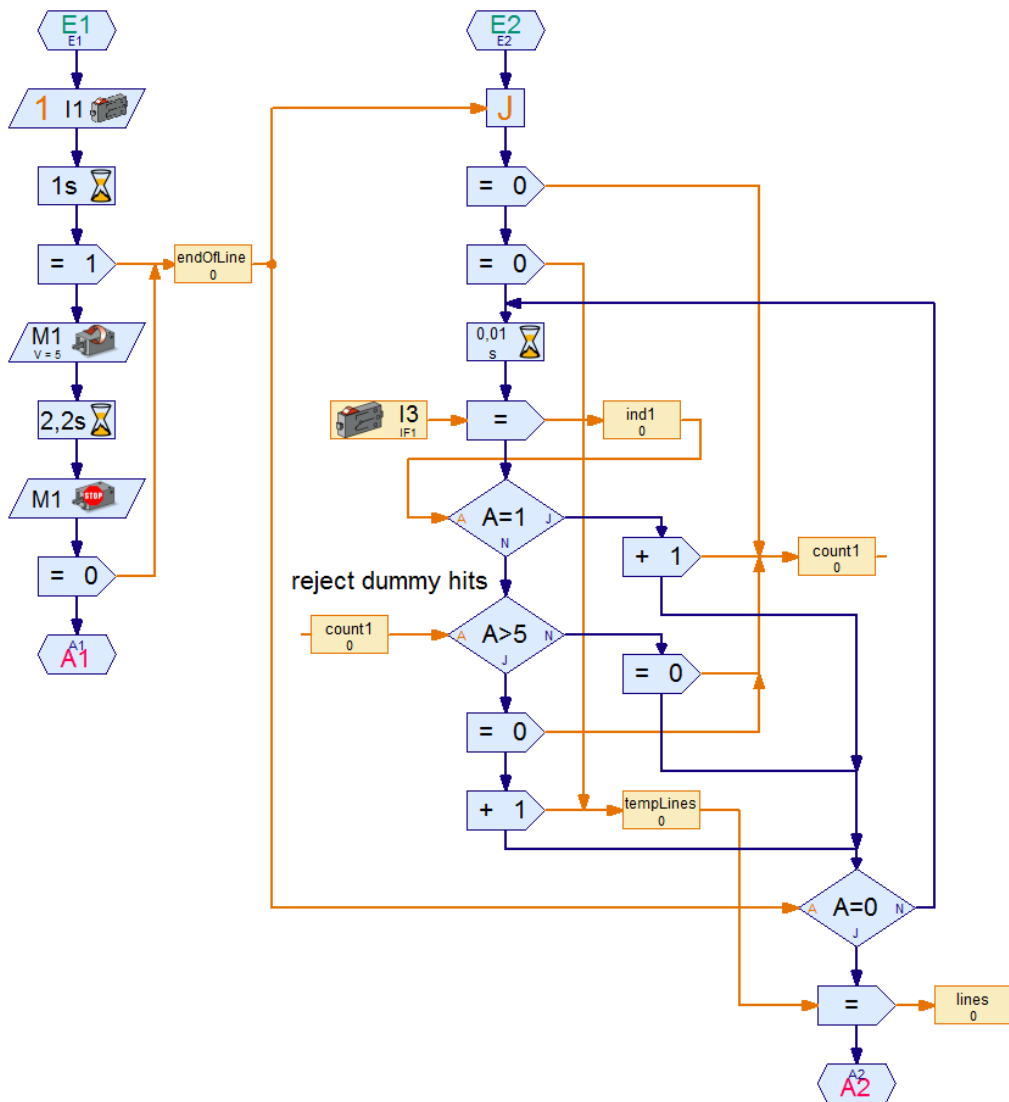 E1
E1
1 I1
1s
= 1
endOfLine
0
M1
V = 5
2,2s
M1
STOP
= 0
A1
A1
E2
E2
J
= 0
= 0
0,01
s
I3
IF1
=
ind1
0
A
A=1
J
N
+ 1
count1
0
reject dummy hits
count1
0
A
A>5
N
J
= 0
= 0
+ 1
tempLines
0
A
A=0
N
J
=
lines
0
A2
A2